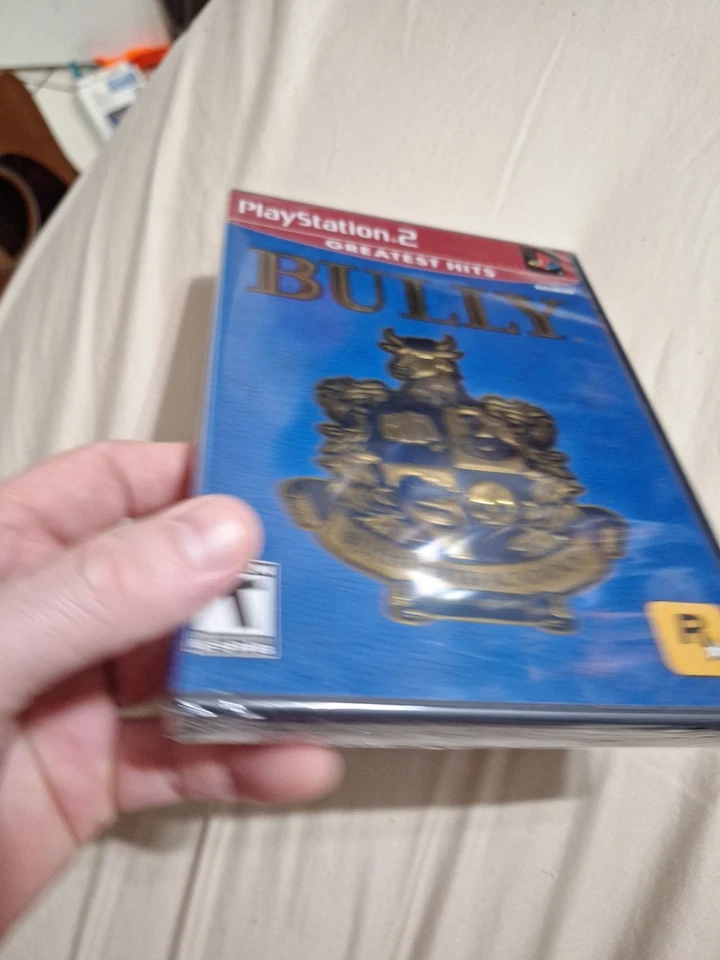 PlayStation.2
GREATEST HITS
BULLY
T
R